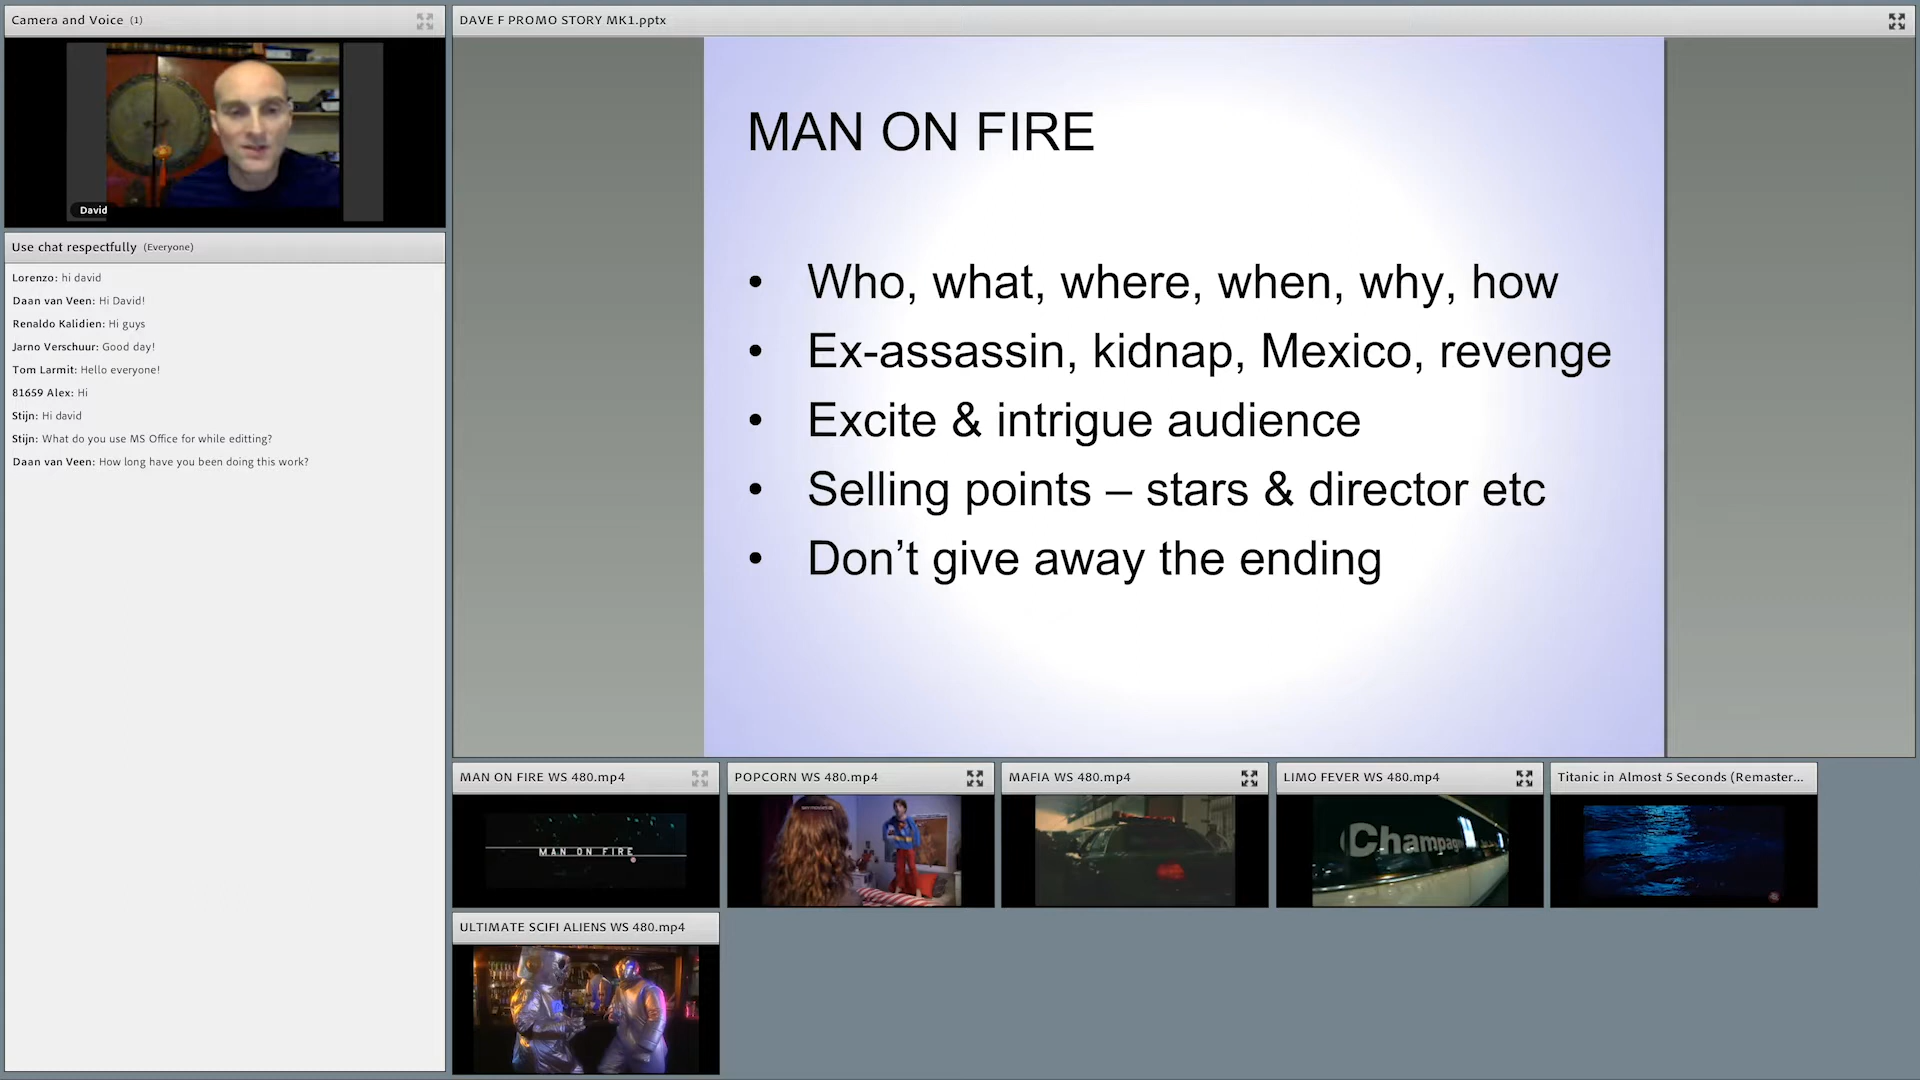 Camera and Voice (1)
David
Use chat respectfully (Everyone)
Lorenzo: hi david
Daan van Veen: Hi David!
Renaldo Kalidien: Hi guys
Jarno Verschuur: Good day!
Tom Larmit: Hello everyone!
81659 Alex: Hi
Stijn: Hi david
Stijn: What do you use MS Office for while editting?
Daan van Veen: How long have you been doing this work?
DAVE F PROMO STORY MK1.pptx
MAN ON FIRE
• Who, what, where, when, why, how
• Ex-assassin, kidnap, Mexico, revenge
• Excite & intrigue audience
• Selling points – stars & director etc
• Don’t give away the ending
MAN ON FIRE WS 480.mp4
MAN ON FIRE
POPCORN WS 480.mp4
MAFIA WS 480.mp4
LIMO FEVER WS 480.mp4
Champagn
Titanic in Almost 5 Seconds (Remaster...
ULTIMATE SCIFI ALIENS WS 480.mp4